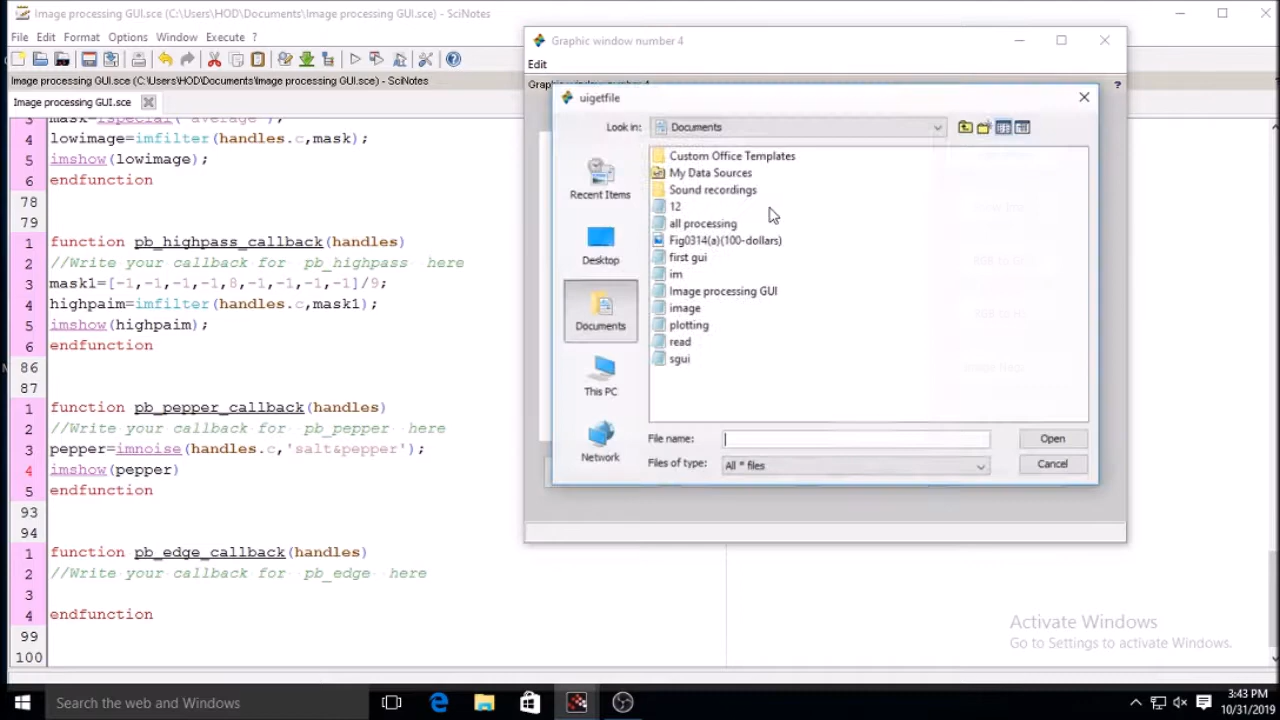 Image processing GUI.sce (C:\Users\HOD\Documents\Image processing GUI.sce) - SciNotes
File Edit Format Options Window Execute ?
Image processing GUI.sce (C:\Users\HOD\Documents\Image processing GUI.sce) - SciNotes
Image processing GUI.sce
4 lowimage=imfilter(handles.c,mask);
5 imshow(lowimage);
6 endfunction
78
79
1 function pb_highpass_callback(handles)
2 //Write your callback for pb_highpass here
3 mask1=[-1,-1,-1,-1,8,-1,-1,-1,-1]/9;
4 highpaim=imfilter(handles.c,mask1);
5 imshow(highpaim);
6 endfunction
86
87
1 function pb_pepper_callback(handles)
2 //Write your callback for pb_pepper here
3 pepper=imnoise(handles.c,'salt&pepper');
4 imshow(pepper)
5 endfunction
93
94
1 function pb_edge_callback(handles)
2 //Write your callback for pb_edge here
3
4 endfunction
99
100
Graphic window number 4
Edit
?
uigetfile
Look in: Documents
Recent Items
Desktop
Documents
This PC
Network
Custom Office Templates
My Data Sources
Sound recordings
12
all processing
Fig0314(a)(100-dollars)
first gui
im
Image processing GUI
image
plotting
read
sgui
File name: Open
Files of type: All * files Cancel
Activate Windows
Go to Settings to activate Windows.
Search the web and Windows
3:43 PM
10/31/2019